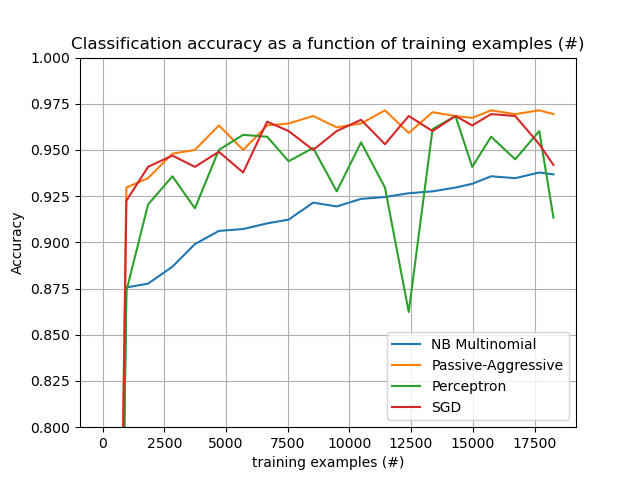 Classification accuracy as a function of training examples (#)
1.000
0.975
0.950
0.925
0.900
0.875
0.850
0.825
0.800
Accuracy
NB Multinomial
Passive-Aggressive
Perceptron
SGD
0 2500 5000 7500 10000 12500 15000 17500
training examples (#)